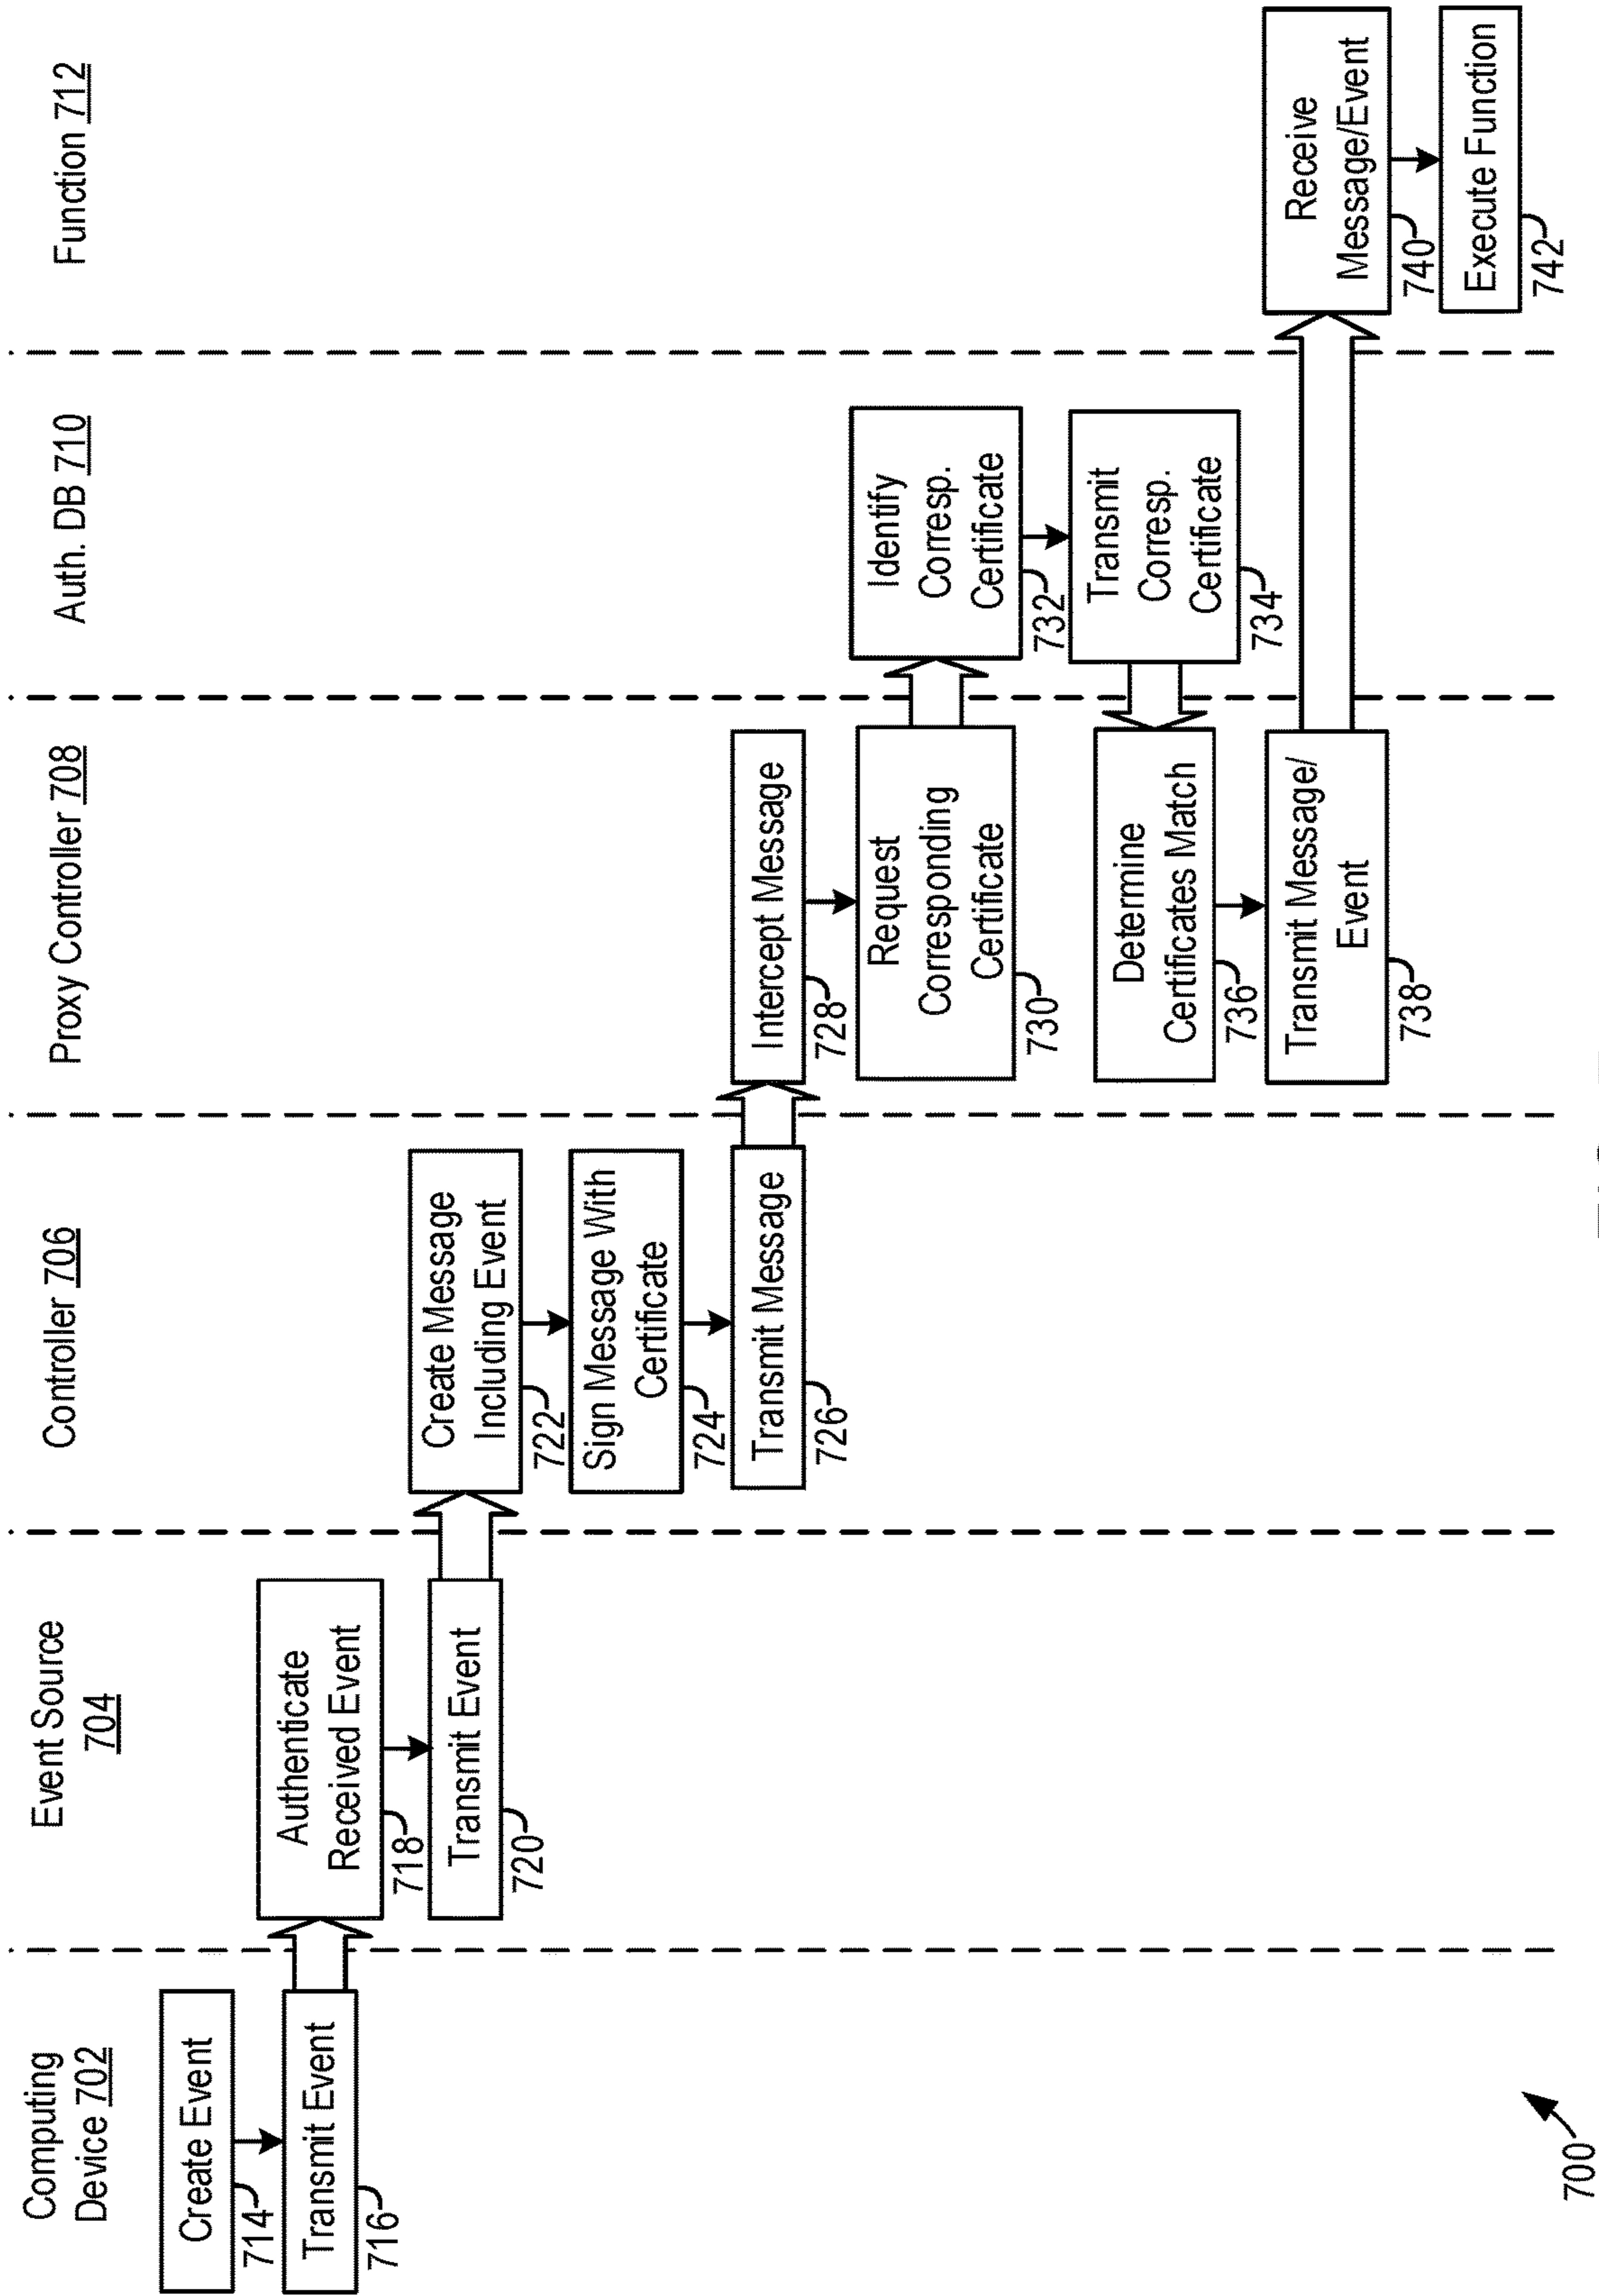 Computing
Device 702
Event Source
704
Controller 706
Proxy Controller 708
Auth. DB 710
Function 712
Create Event
714
Transmit Event
716
Authenticate
Received Event
718
Transmit Event
720
Create Message
Including Event
722
Sign Message With
Certificate
724
Transmit Message
726
Intercept Message
728
Request
Corresponding
Certificate
730
Identify
Corresp.
Certificate
732
Transmit
Corresp.
Certificate
734
Determine
Certificates Match
736
Transmit Message/
Event
738
Receive
Message/Event
740
Execute Function
742
700